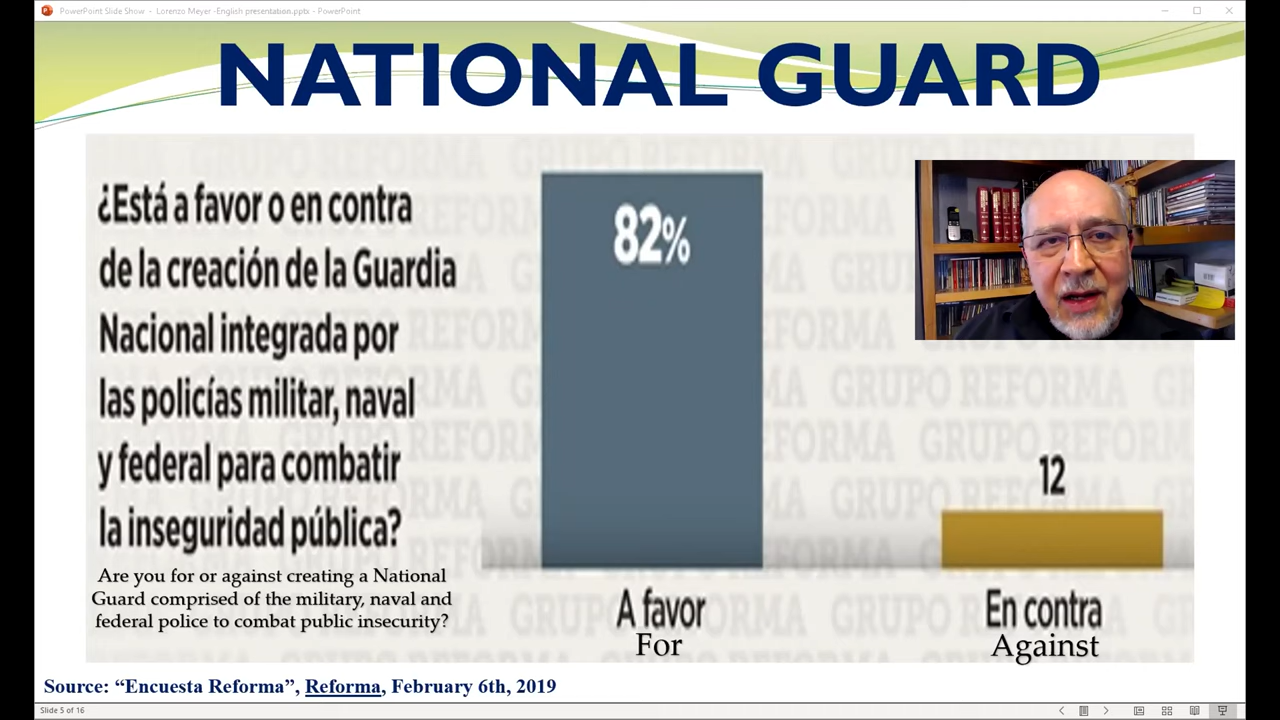 PowerPoint Slide Show - Lorenzo Meyer -English presentation.pptx - PowerPoint
NATIONAL GUARD
¿Está a favor o en contra
de la creación de la Guardia
Nacional integrada por
las policías militar, naval
y federal para combatir
la inseguridad pública?
Are you for or against creating a National
Guard comprised of the military, naval and
federal police to combat public insecurity?
82%
12
A favor
For
En contra
Against
GRUPO REFORMA
Source: “Encuesta Reforma”, Reforma, February 6th, 2019
Slide 5 of 16